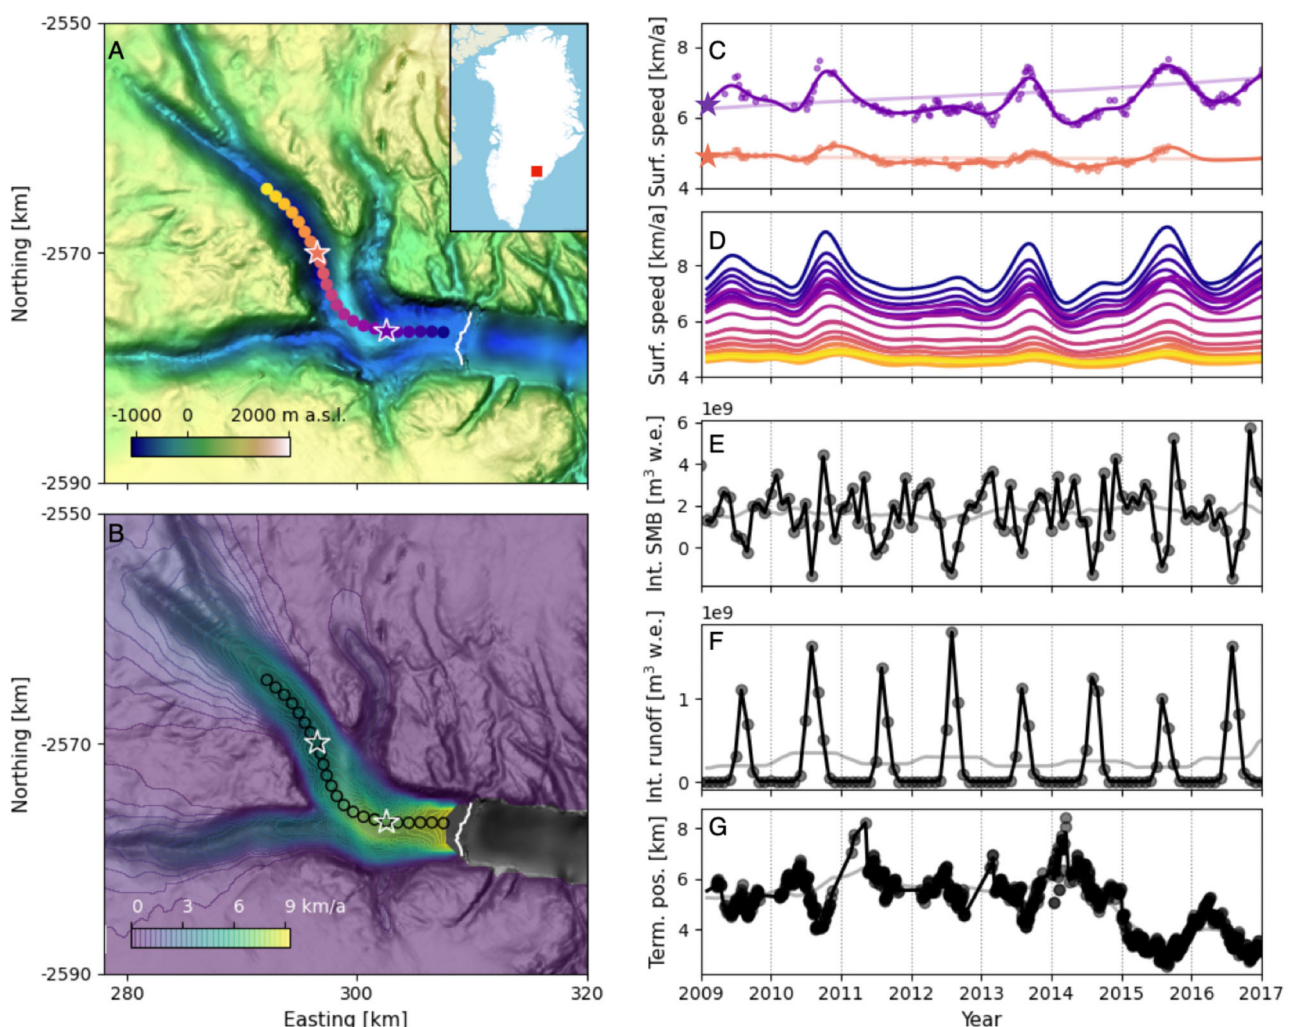 A
-2550
-2570
-2590
Northing [km]
-1000 0 2000 m a.s.l.
B
-2550
-2570
-2590
Northing [km]
0 3 6 9 km/a
280 300 320
Easting [km]
C
8
6
4
Surf. speed [km/a]
D
8
6
4
Surf. speed [km/a]
1e9
E
6
4
2
0
Int. SMB [m³ w.e.]
1e9
F
1
0
Int. runoff [m³ w.e.]
G
8
6
4
Term. pos. [km]
2009 2010 2011 2012 2013 2014 2015 2016 2017
Year